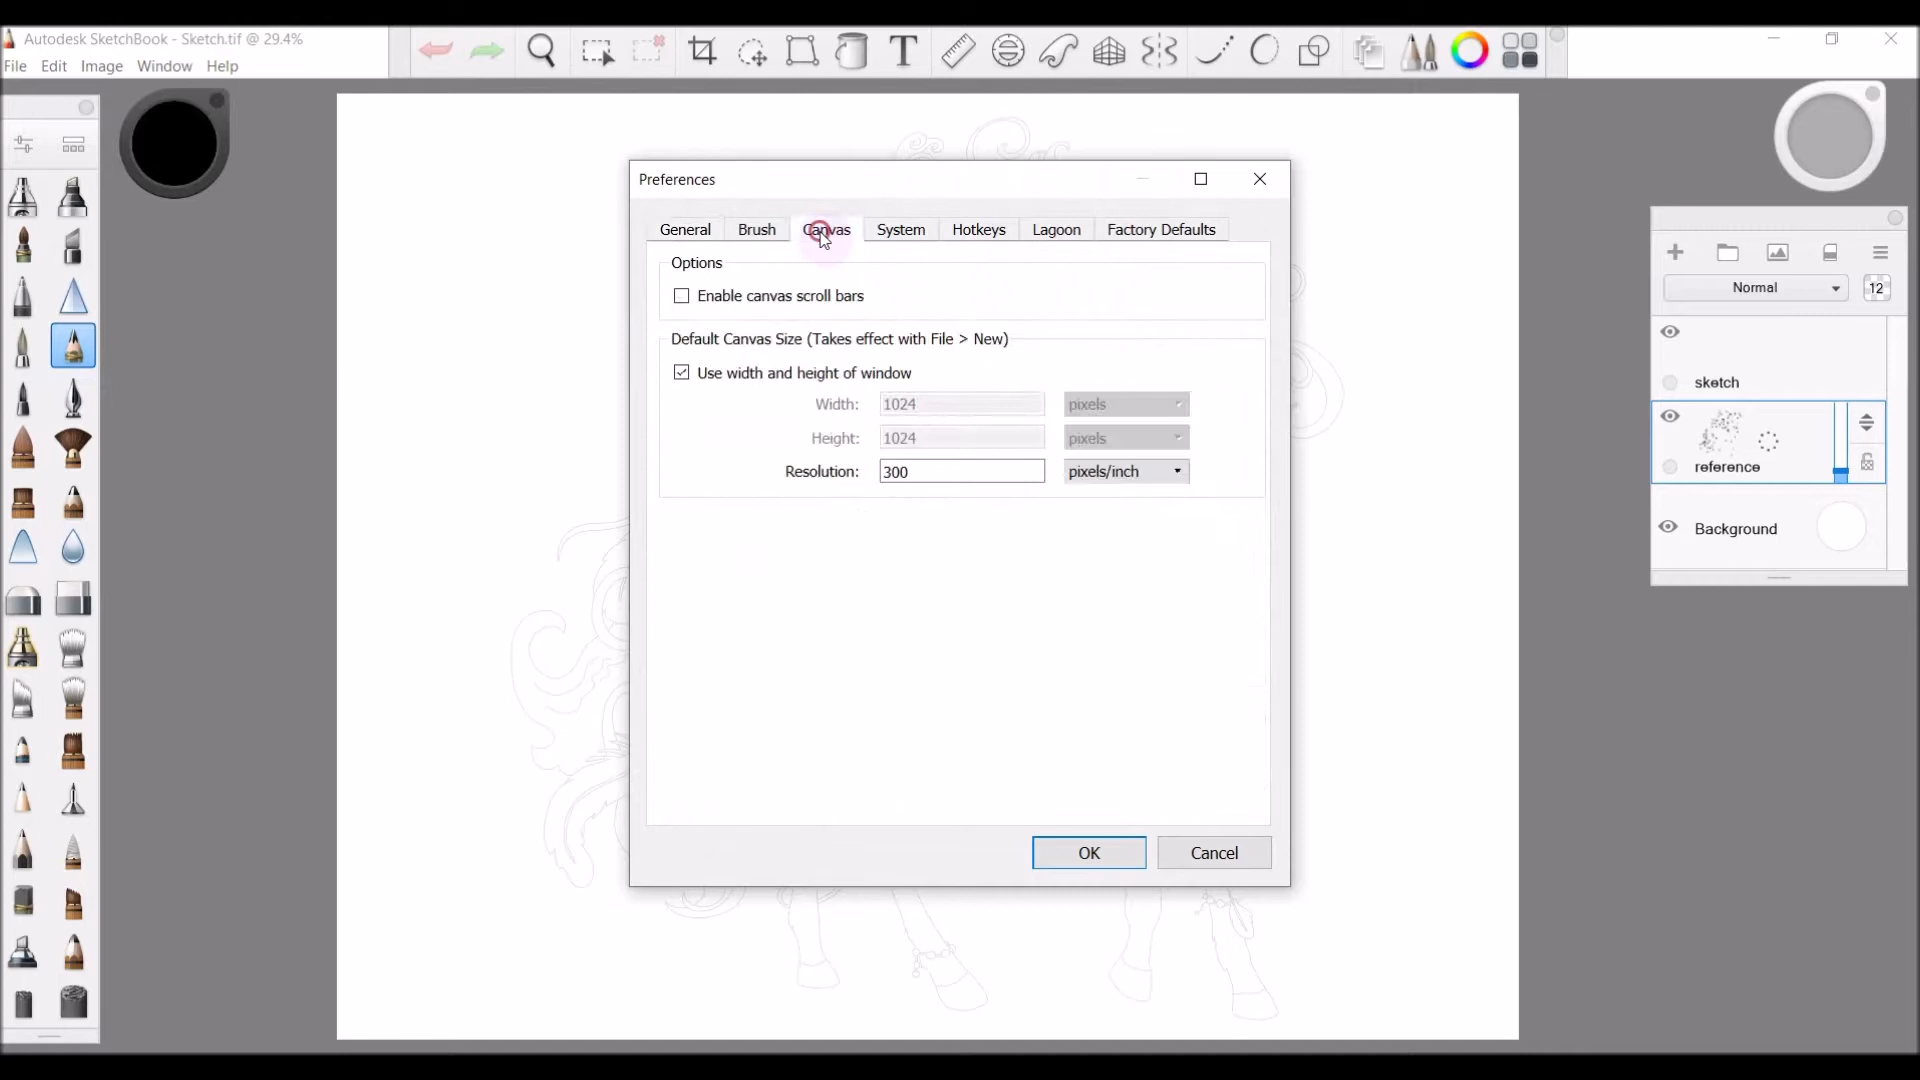 Autodesk SketchBook - Sketch.tif @ 29.4%
File Edit Image Window Help
T
Preferences
General Brush Canvas System Hotkeys Lagoon Factory Defaults
Options
Enable canvas scroll bars
Default Canvas Size (Takes effect with File > New)
Use width and height of window
Width: 1024 pixels
Height: 1024 pixels
Resolution: 300 pixels/inch
OK Cancel
Normal 12
sketch
reference
Background